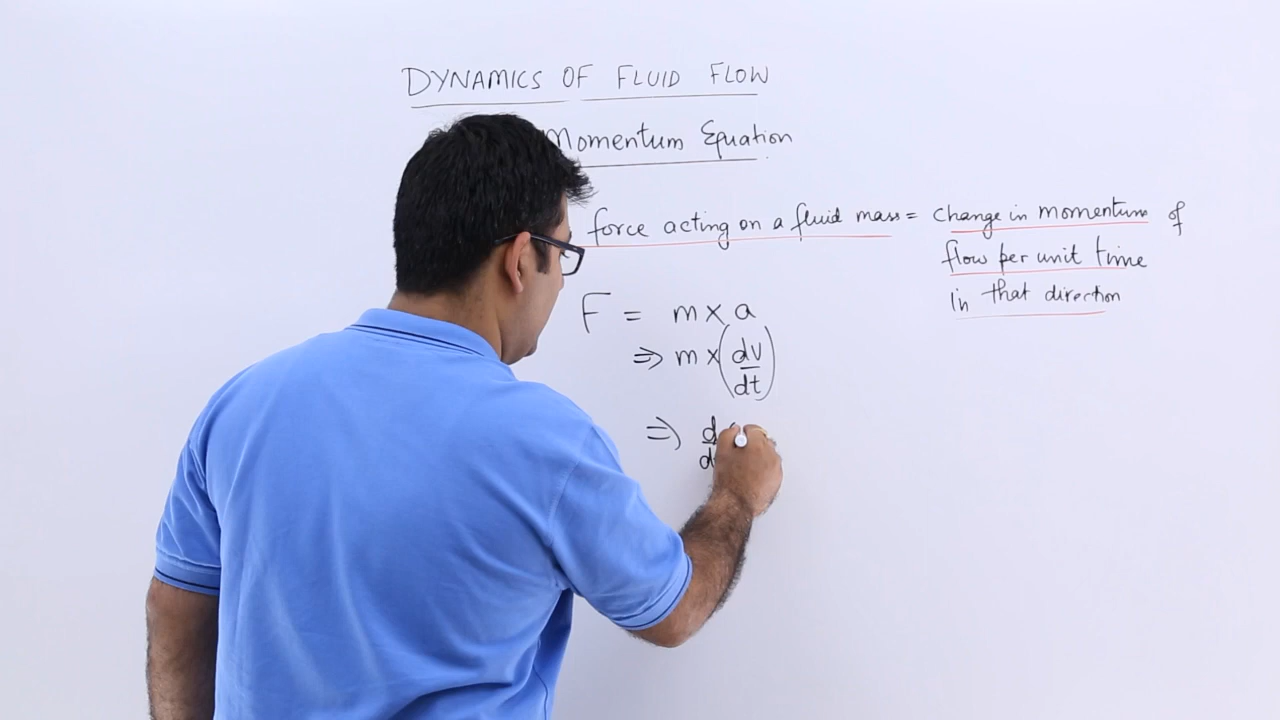 DYNAMICS OF FLUID FLOW
Momentum Equation
force acting on a fluid mass = change in momentum of
flow per unit time
in that direction
F = m × a
⇒ m × (dv/dt)
⇒ d
d